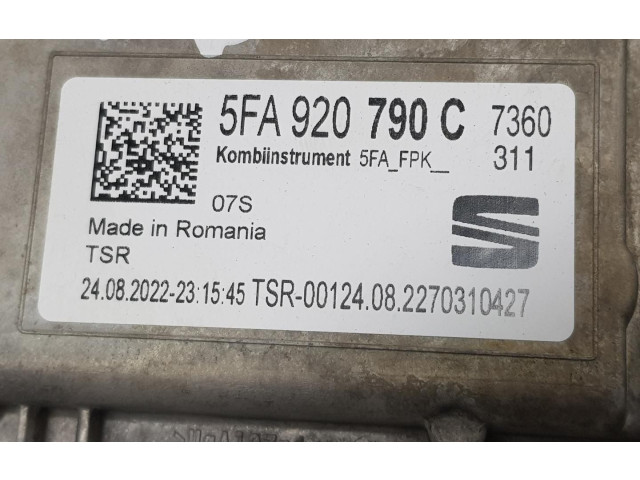 5FA 920 790 C 7360
Kombiinstrument 5FA_FPK__ 311
07S
Made in Romania
TSR
24.08.2022-23:15:45 TSR-00124.08.2270310427